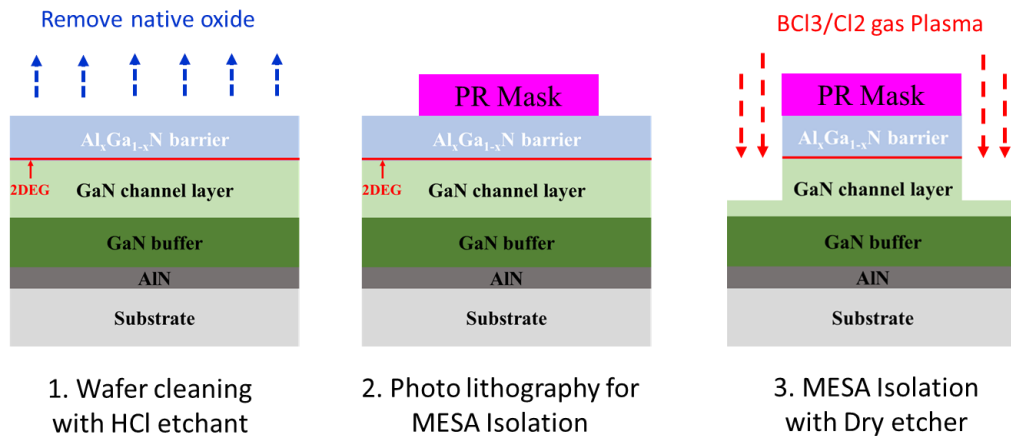 Remove native oxide
AlₓGa₁₋ₓN barrier
2DEG
GaN channel layer
GaN buffer
AlN
Substrate
1. Wafer cleaning
with HCl etchant
PR Mask
AlₓGa₁₋ₓN barrier
2DEG
GaN channel layer
GaN buffer
AlN
Substrate
2. Photo lithography for
MESA Isolation
BCl3/Cl2 gas Plasma
PR Mask
AlₓGa₁₋ₓN barrier
GaN channel layer
GaN buffer
AlN
Substrate
3. MESA Isolation
with Dry etcher